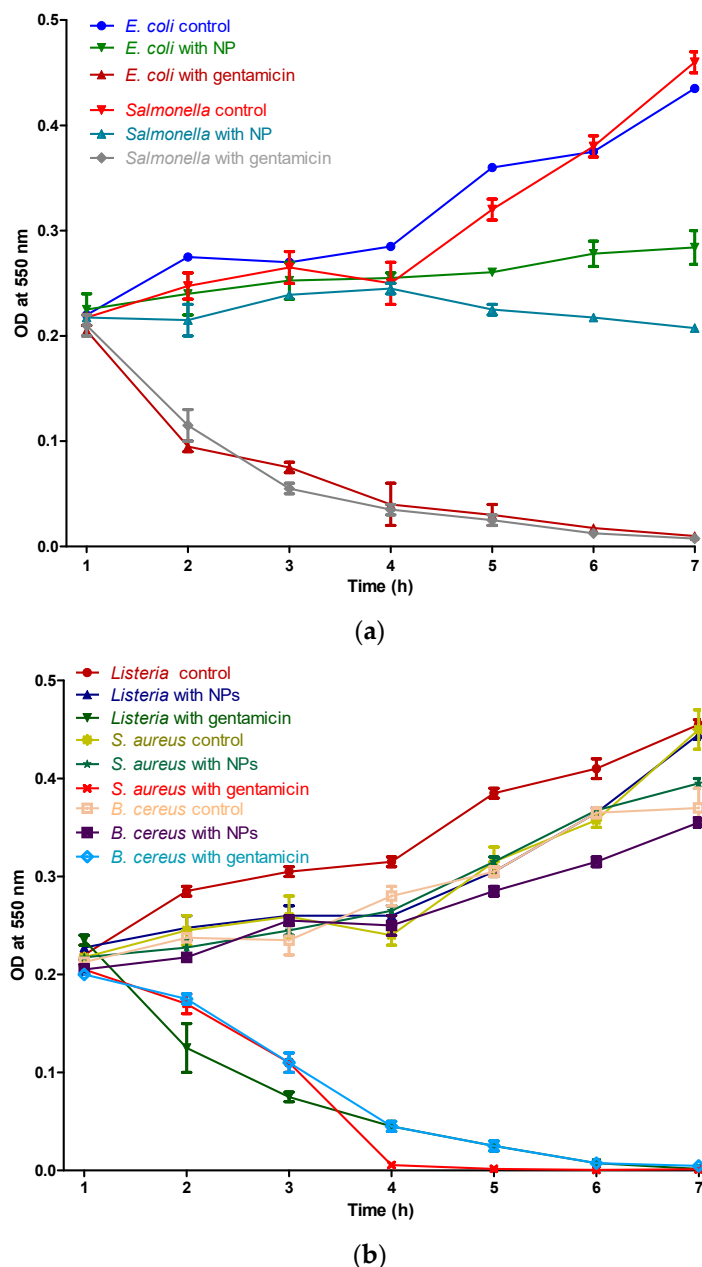 0.5
E. coli control
E. coli with NP
E. coli with gentamicin
0.4
Salmonella control
Salmonella with NP
Salmonella with gentamicin
0.3
OD at 550 nm
0.2
0.1
0.0
1 2 3 4 5 6 7
Time (h)
(a)
Listeria control
0.5
Listeria with NPs
Listeria with gentamicin
S. aureus control
S. aureus with NPs
0.4
S. aureus with gentamicin
B. cereus control
B. cereus with NPs
B. cereus with gentamicin
0.3
OD at 550 nm
0.2
0.1
0.0
1 2 3 4 5 6 7
Time (h)
(b)